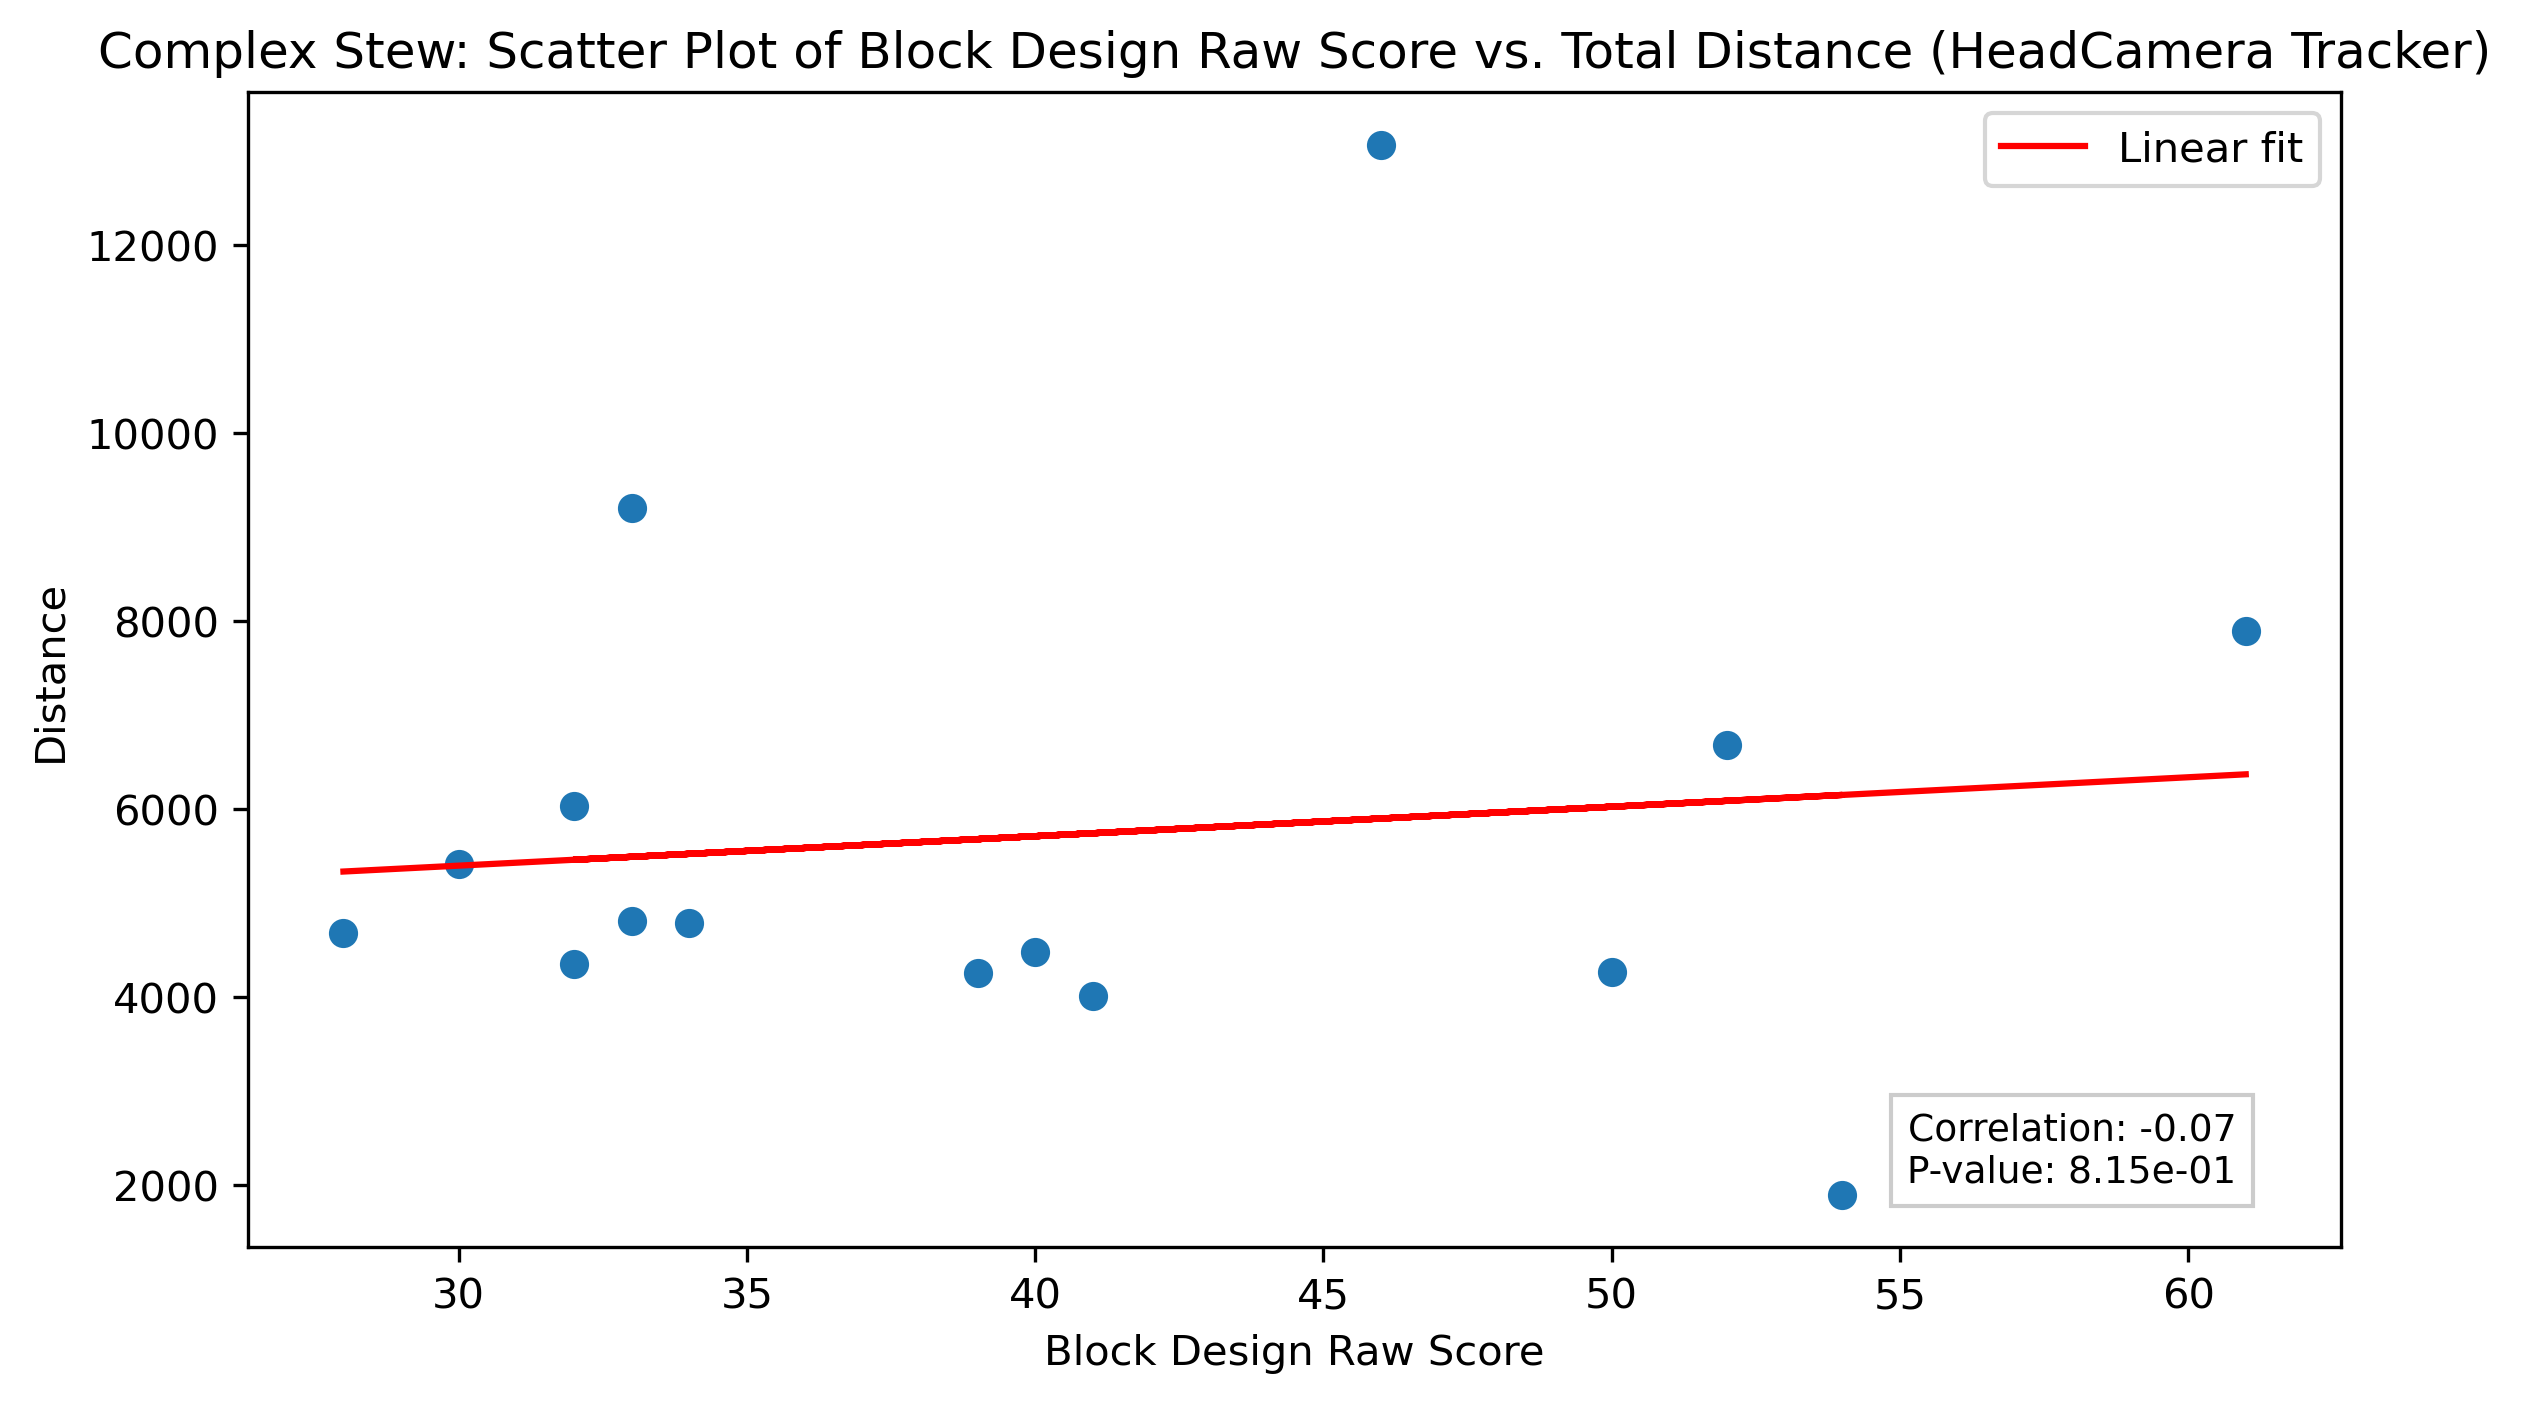 Complex Stew: Scatter Plot of Block Design Raw Score vs. Total Distance (HeadCamera Tracker)
Linear fit
Distance
12000
10000
8000
6000
4000
2000
Correlation: -0.07
P-value: 8.15e-01
30 35 40 45 50 55 60
Block Design Raw Score